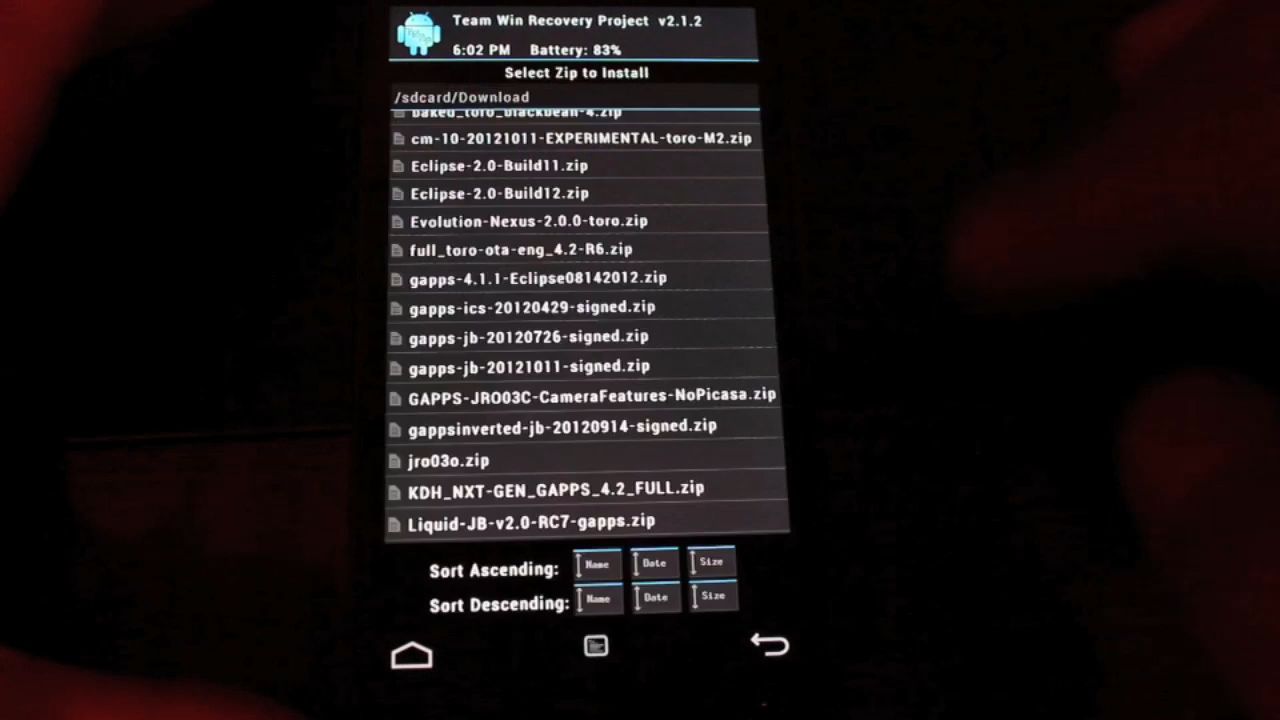 Team Win Recovery Project v2.1.2
6:02 PM Battery: 83%
Select Zip to Install
/sdcard/Download
baked_toro_blackbean-4.zip
cm-10-20121011-EXPERIMENTAL-toro-M2.zip
Eclipse-2.0-Build11.zip
Eclipse-2.0-Build12.zip
Evolution-Nexus-2.0.0-toro.zip
full_toro-ota-eng_4.2-R6.zip
gapps-4.1.1-Eclipse08142012.zip
gapps-ics-20120429-signed.zip
gapps-jb-20120726-signed.zip
gapps-jb-20121011-signed.zip
GAPPS-JRO03C-CameraFeatures-NoPicasa.zip
gappsinverted-jb-20120914-signed.zip
jro03o.zip
KDH_NXT-GEN_GAPPS_4.2_FULL.zip
Liquid-JB-v2.0-RC7-gapps.zip
Sort Ascending: Name Date Size
Sort Descending: Name Date Size